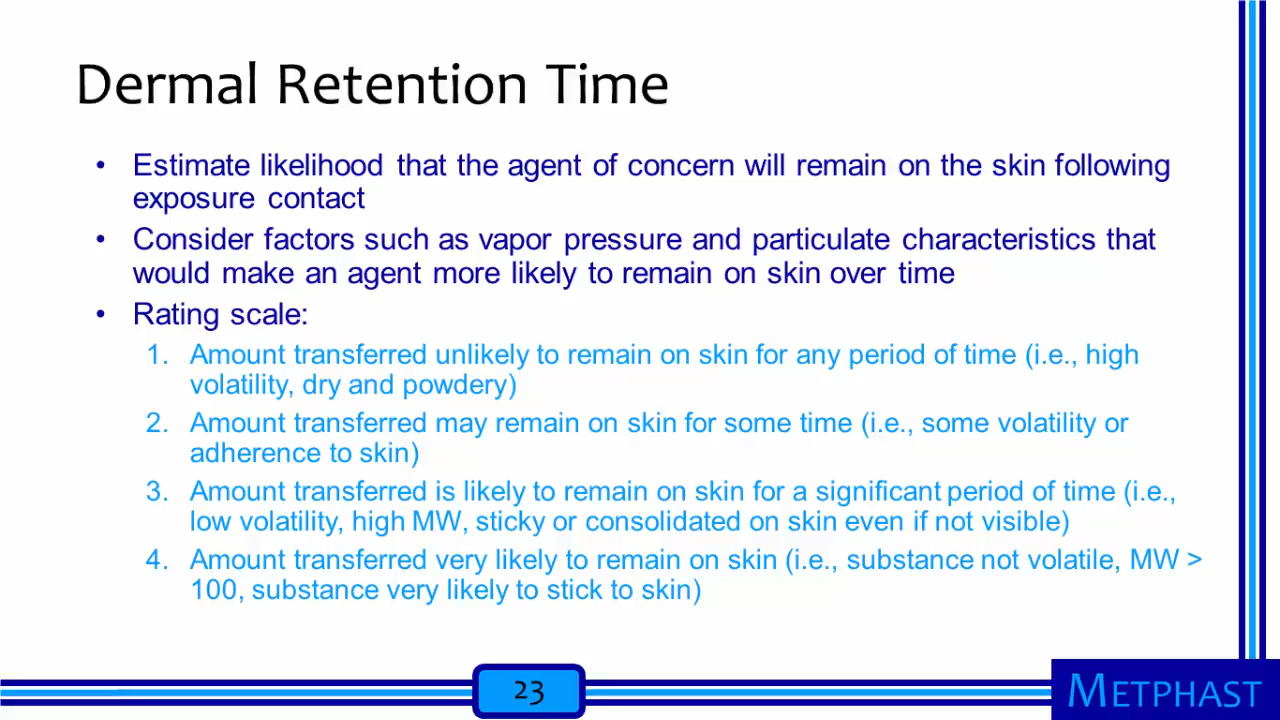 Dermal Retention Time
• Estimate likelihood that the agent of concern will remain on the skin following
exposure contact
• Consider factors such as vapor pressure and particulate characteristics that
would make an agent more likely to remain on skin over time
• Rating scale:
1. Amount transferred unlikely to remain on skin for any period of time (i.e., high
volatility, dry and powdery)
2. Amount transferred may remain on skin for some time (i.e., some volatility or
adherence to skin)
3. Amount transferred is likely to remain on skin for a significant period of time (i.e.,
low volatility, high MW, sticky or consolidated on skin even if not visible)
4. Amount transferred very likely to remain on skin (i.e., substance not volatile, MW >
100, substance very likely to stick to skin)
23
METPHAST